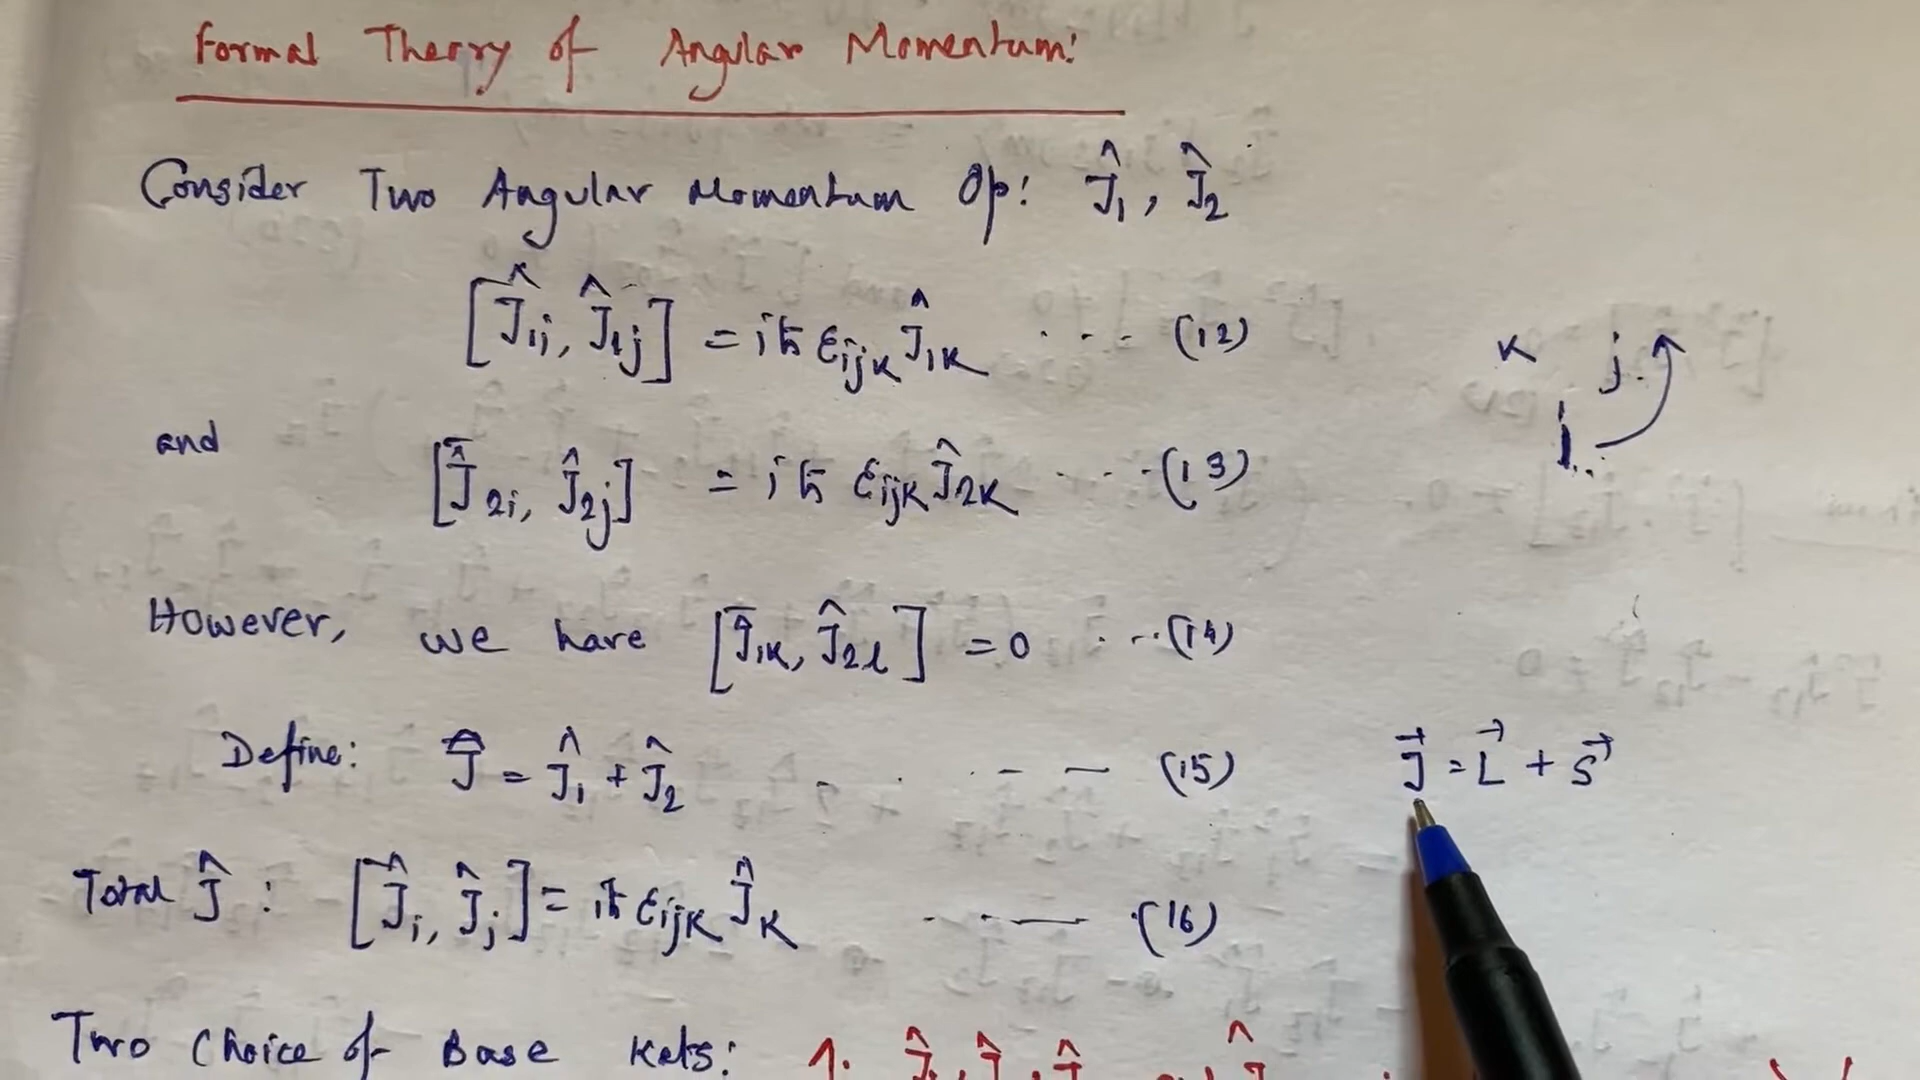 Formal Theory of Angular Momentum:
Consider Two Angular Momentum Op: Ĵ₁, Ĵ₂
[Ĵ₁ᵢ, Ĵ₁ⱼ] = iħ εᵢⱼₖ Ĵ₁ₖ ... (12)
k j
i
and [Ĵ₂ᵢ, Ĵ₂ⱼ] = iħ εᵢⱼₖ Ĵ₂ₖ ... (13)
However, we have [Ĵ₁ₖ, Ĵ₂ₗ] = 0 ... (14)
Define: Ĵ = Ĵ₁ + Ĵ₂ ... (15) J⃗ = L⃗ + S⃗
Total Ĵ : [Ĵᵢ, Ĵⱼ] = iħ εᵢⱼₖ Ĵₖ ... (16)
Two Choice of Base Kets: 1.